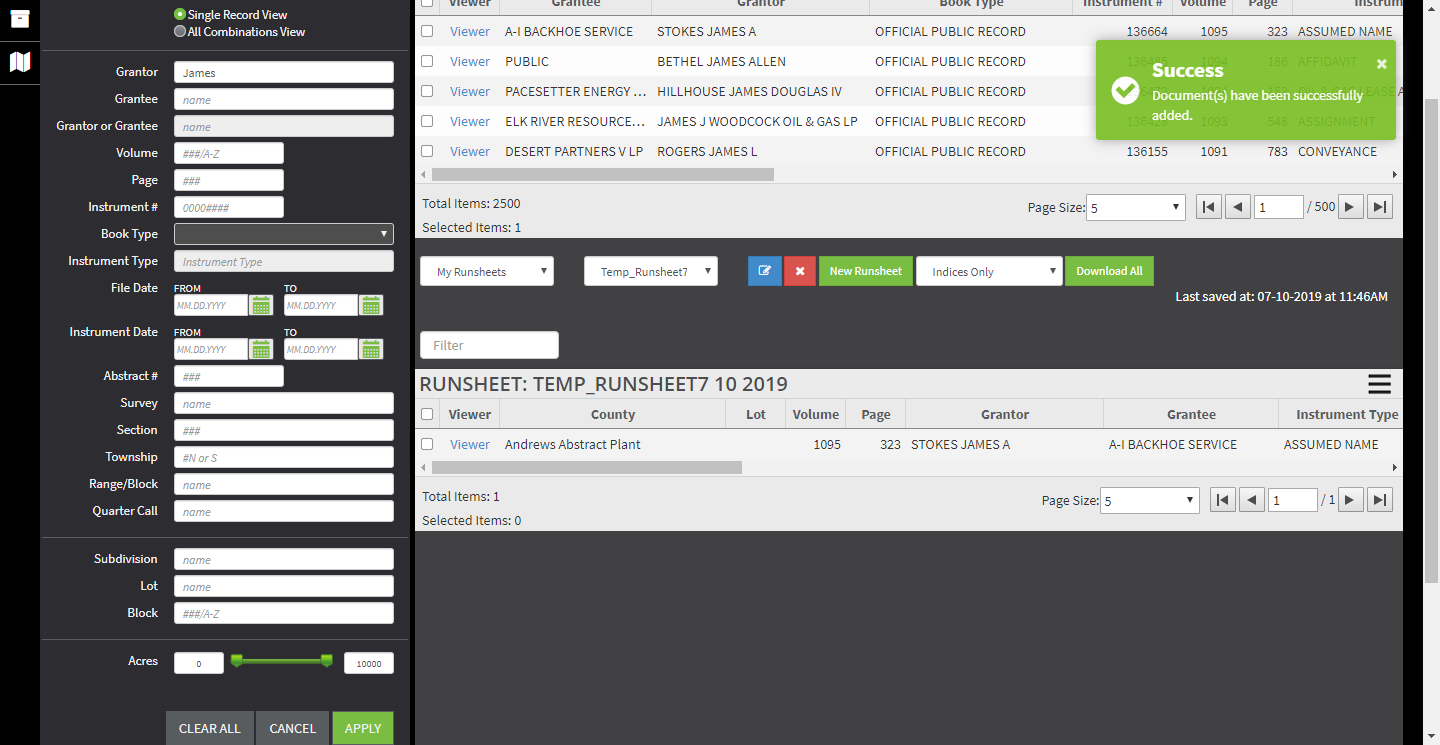 Single Record View
All Combinations View
Grantor James
Grantee name
Grantor or Grantee name
Volume ###/A-Z
Page ###
Instrument # 0000####
Book Type
Instrument Type Instrument Type
File Date FROM TO
MM.DD.YYYY MM.DD.YYYY
Instrument Date FROM TO
MM.DD.YYYY MM.DD.YYYY
Abstract # ###
Survey name
Section ###
Township #N or S
Range/Block name
Quarter Call name
Subdivision name
Lot name
Block ###/A-Z
Acres 0 10000
CLEAR ALL CANCEL APPLY
Viewer Grantee Grantor Book Type Instrument # Volume Page Instrum
Viewer A-I BACKHOE SERVICE STOKES JAMES A OFFICIAL PUBLIC RECORD 136664 1095 323 ASSUMED NAME
Viewer PUBLIC BETHEL JAMES ALLEN OFFICIAL PUBLIC RECORD 1094 186 AFFIDAVIT
Viewer PACESETTER ENERGY ... HILLHOUSE JAMES DOUGLAS IV OFFICIAL PUBLIC RECORD
Viewer ELK RIVER RESOURCE... JAMES J WOODCOCK OIL & GAS LP OFFICIAL PUBLIC RECORD 1093 548 ASSIGNMENT
Viewer DESERT PARTNERS V LP ROGERS JAMES L OFFICIAL PUBLIC RECORD 136155 1091 783 CONVEYANCE
Success
Document(s) have been successfully
added.
Total Items: 2500
Selected Items: 1
Page Size: 5 1 / 500
My Runsheets Temp_Runsheet7 New Runsheet Indices Only Download All
Last saved at: 07-10-2019 at 11:46AM
Filter
RUNSHEET: TEMP_RUNSHEET7 10 2019
Viewer County Lot Volume Page Grantor Grantee Instrument Type
Viewer Andrews Abstract Plant 1095 323 STOKES JAMES A A-I BACKHOE SERVICE ASSUMED NAME
Total Items: 1
Selected Items: 0
Page Size: 5 1 / 1